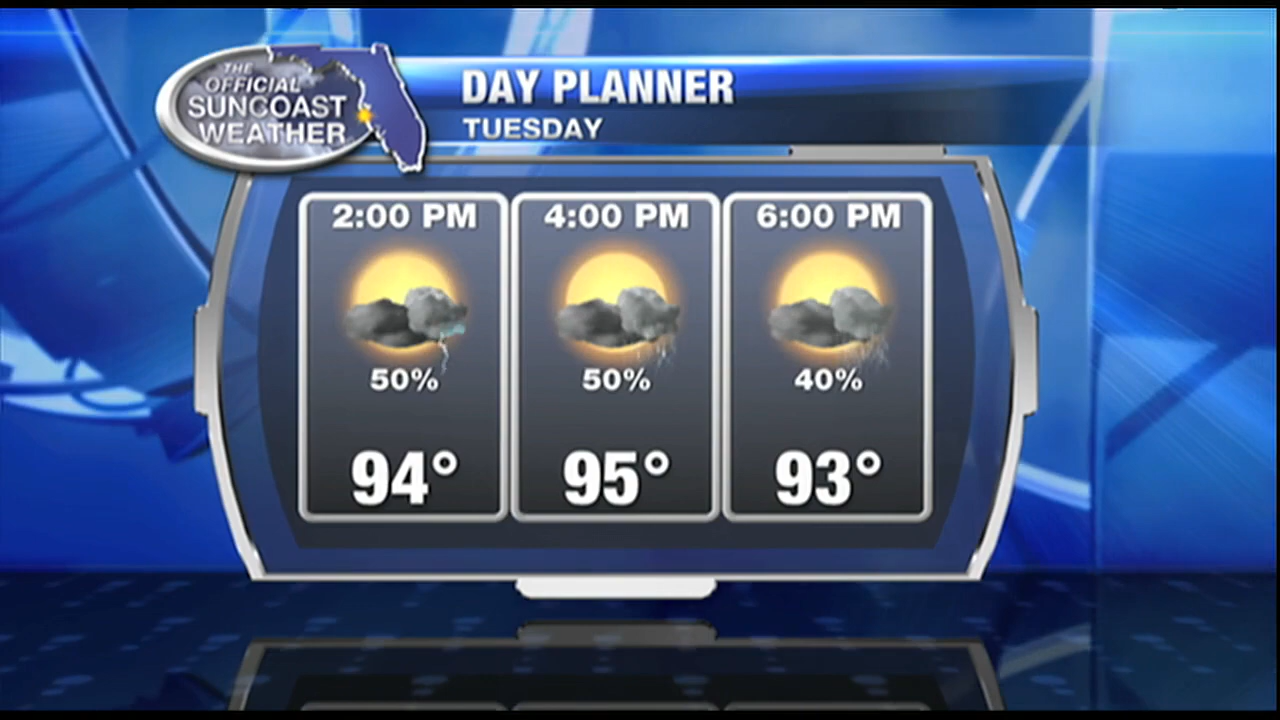 THE
OFFICIAL
SUNCOAST
WEATHER
DAY PLANNER
TUESDAY
2:00 PM
50%
94°
4:00 PM
50%
95°
6:00 PM
40%
93°